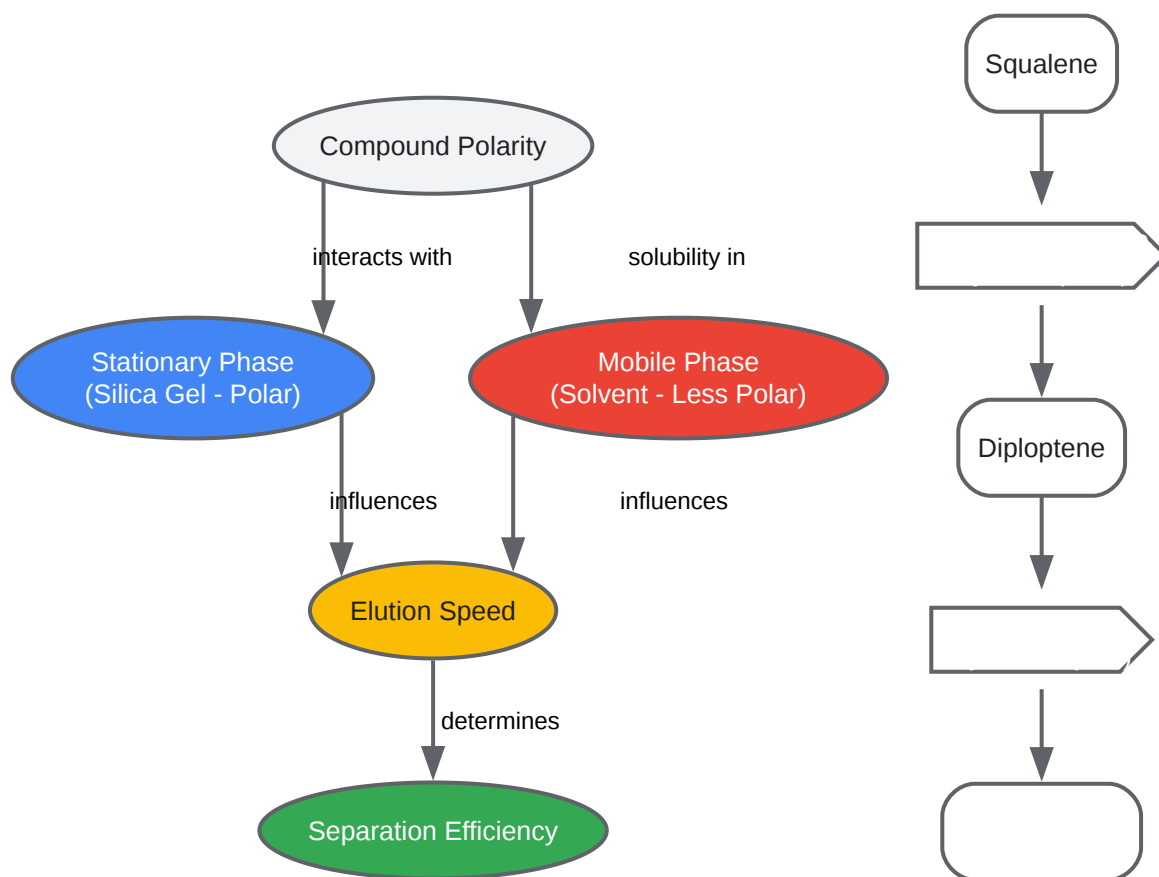 Compound Polarity
interacts with
solubility in
Stationary Phase
(Silica Gel - Polar)
Mobile Phase
(Solvent - Less Polar)
influences
influences
Elution Speed
determines
Separation Efficiency
Squalene
Diploptene